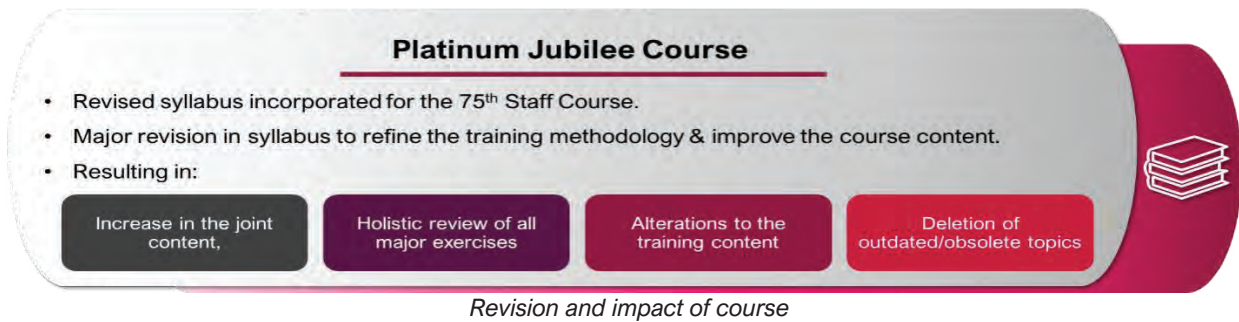 Platinum Jubilee Course
• Revised syllabus incorporated for the 75th Staff Course.
• Major revision in syllabus to refine the training methodology & improve the course content.
• Resulting in:
Increase in the joint
content,
Holistic review of all
major exercises
Alterations to the
training content
Deletion of
outdated/obsolete topics
Revision and impact of course